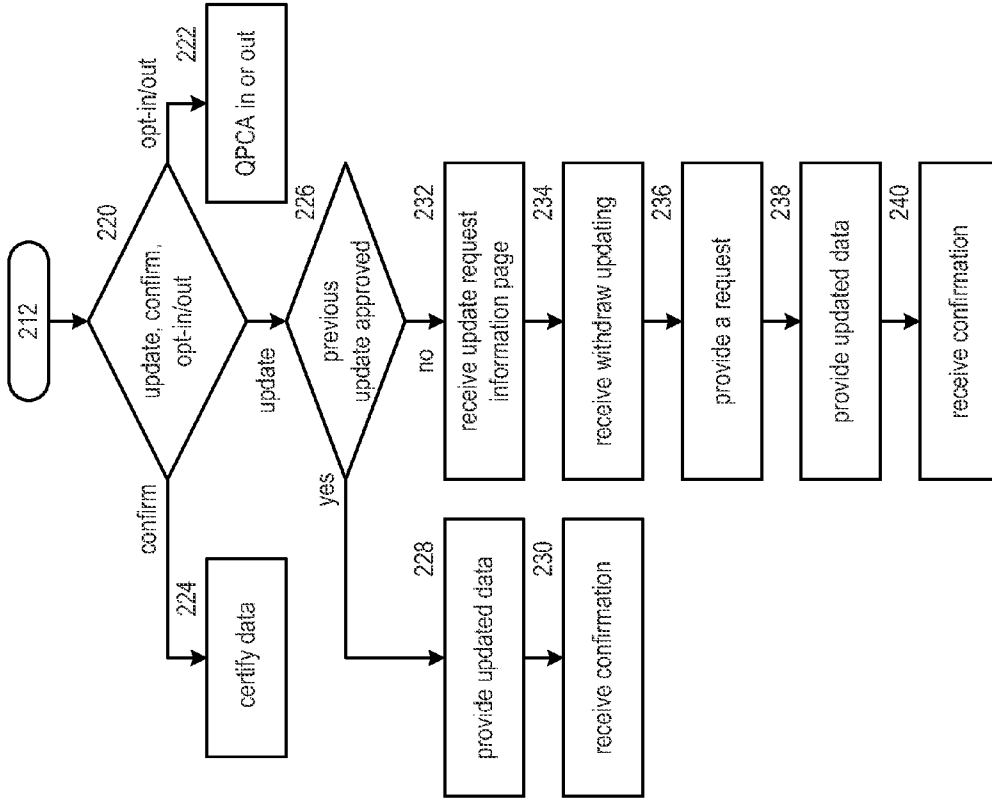 212
220
update, confirm,
opt-in/out
opt-in/out
222
QPCA in or out
confirm
224
certify data
update
226
previous
update approved
yes
228
provide updated data
230
receive confirmation
no
232
receive update request
information page
234
receive withdraw updating
236
provide a request
238
provide updated data
240
receive confirmation